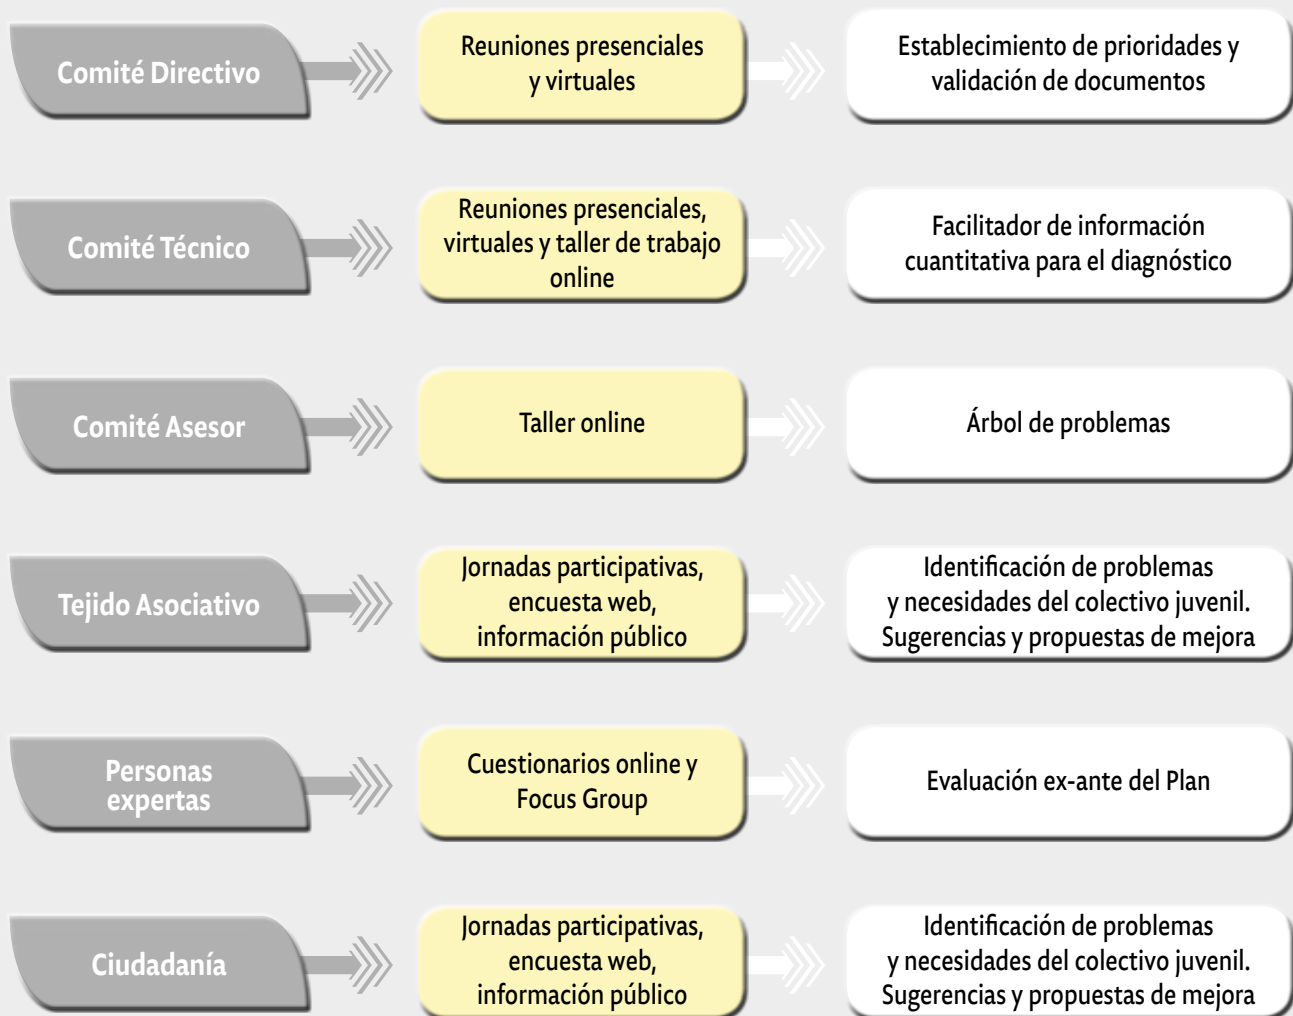 Comité Directivo
Reuniones presenciales
y virtuales
Establecimiento de prioridades y
validación de documentos
Comité Técnico
Reuniones presenciales,
virtuales y taller de trabajo
online
Facilitador de información
cuantitativa para el diagnóstico
Comité Asesor
Taller online
Árbol de problemas
Tejido Asociativo
Jornadas participativas,
encuesta web,
información público
Identificación de problemas
y necesidades del colectivo juvenil.
Sugerencias y propuestas de mejora
Personas
expertas
Cuestionarios online y
Focus Group
Evaluación ex-ante del Plan
Ciudadanía
Jornadas participativas,
encuesta web,
información público
Identificación de problemas
y necesidades del colectivo juvenil.
Sugerencias y propuestas de mejora